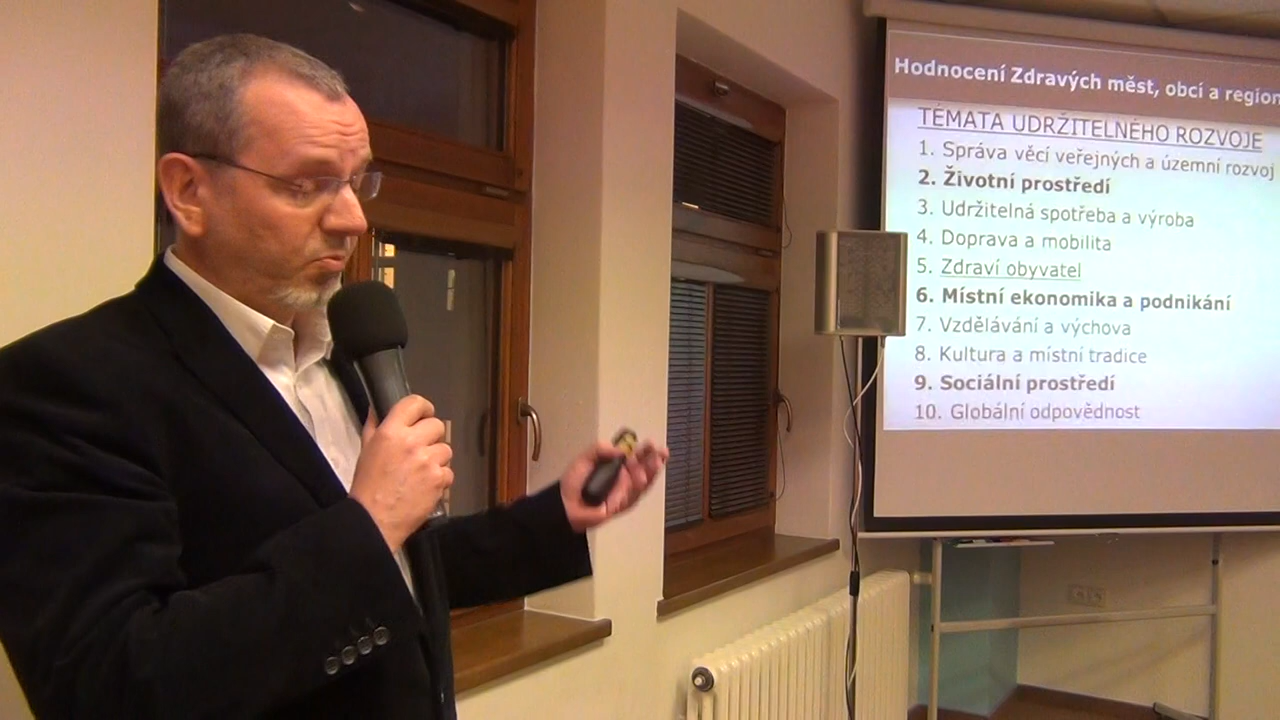 Hodnocení Zdravých měst, obcí a region
TÉMATA UDRŽITELNÉHO ROZVOJE
1. Správa věcí veřejných a územní rozvoj
2. Životní prostředí
3. Udržitelná spotřeba a výroba
4. Doprava a mobilita
5. Zdraví obyvatel
6. Místní ekonomika a podnikání
7. Vzdělávání a výchova
8. Kultura a místní tradice
9. Sociální prostředí
10. Globální odpovědnost